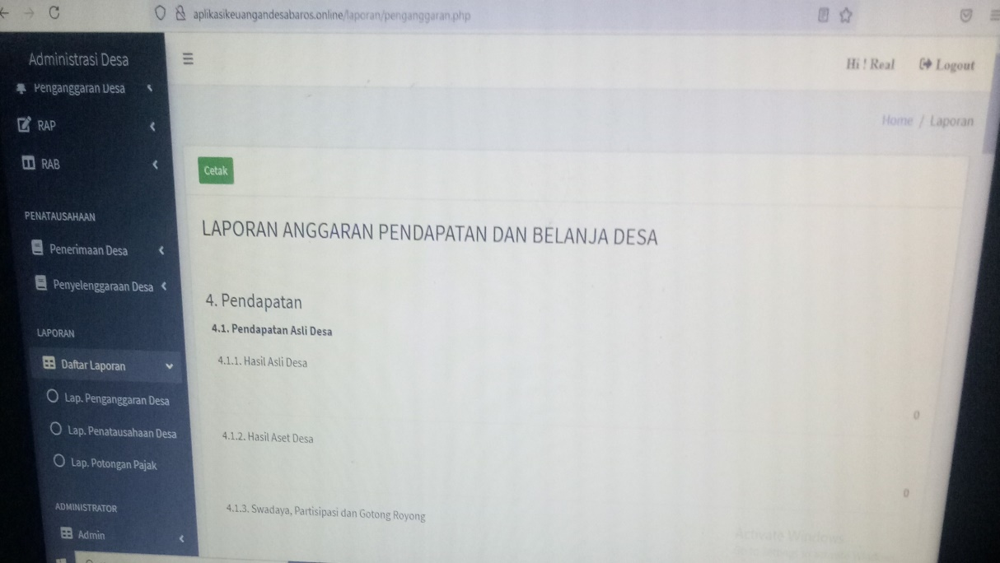 aplikasikeuangandesabaros.online/laporan/penganggaran.php
Administrasi Desa
Hi ! Real
Logout
Penganggaran Desa
RAP
RAB
Home / Laporan
Cetak
LAPORAN ANGGARAN PENDAPATAN DAN BELANJA DESA
PENATAUSAHAAN
Penerimaan Desa
Penyelenggaraan Desa
4. Pendapatan
4.1. Pendapatan Asli Desa
4.1.1. Hasil Asli Desa
0
4.1.2. Hasil Aset Desa
0
4.1.3. Swadaya, Partisipasi dan Gotong Royong
LAPORAN
Daftar Laporan
Lap. Penganggaran Desa
Lap. Penatausahaan Desa
Lap. Potongan Pajak
ADMINISTRATOR
Admin
Activate Windows